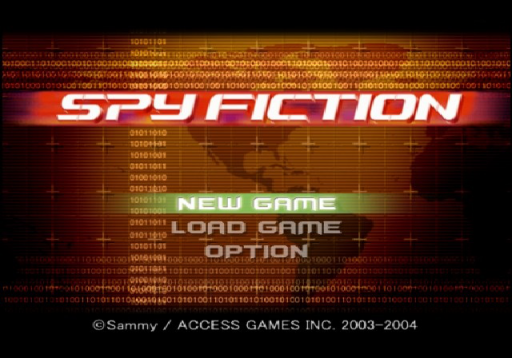 SPY FICTION
NEW GAME
LOAD GAME
OPTION
©Sammy / ACCESS GAMES INC. 2003-2004